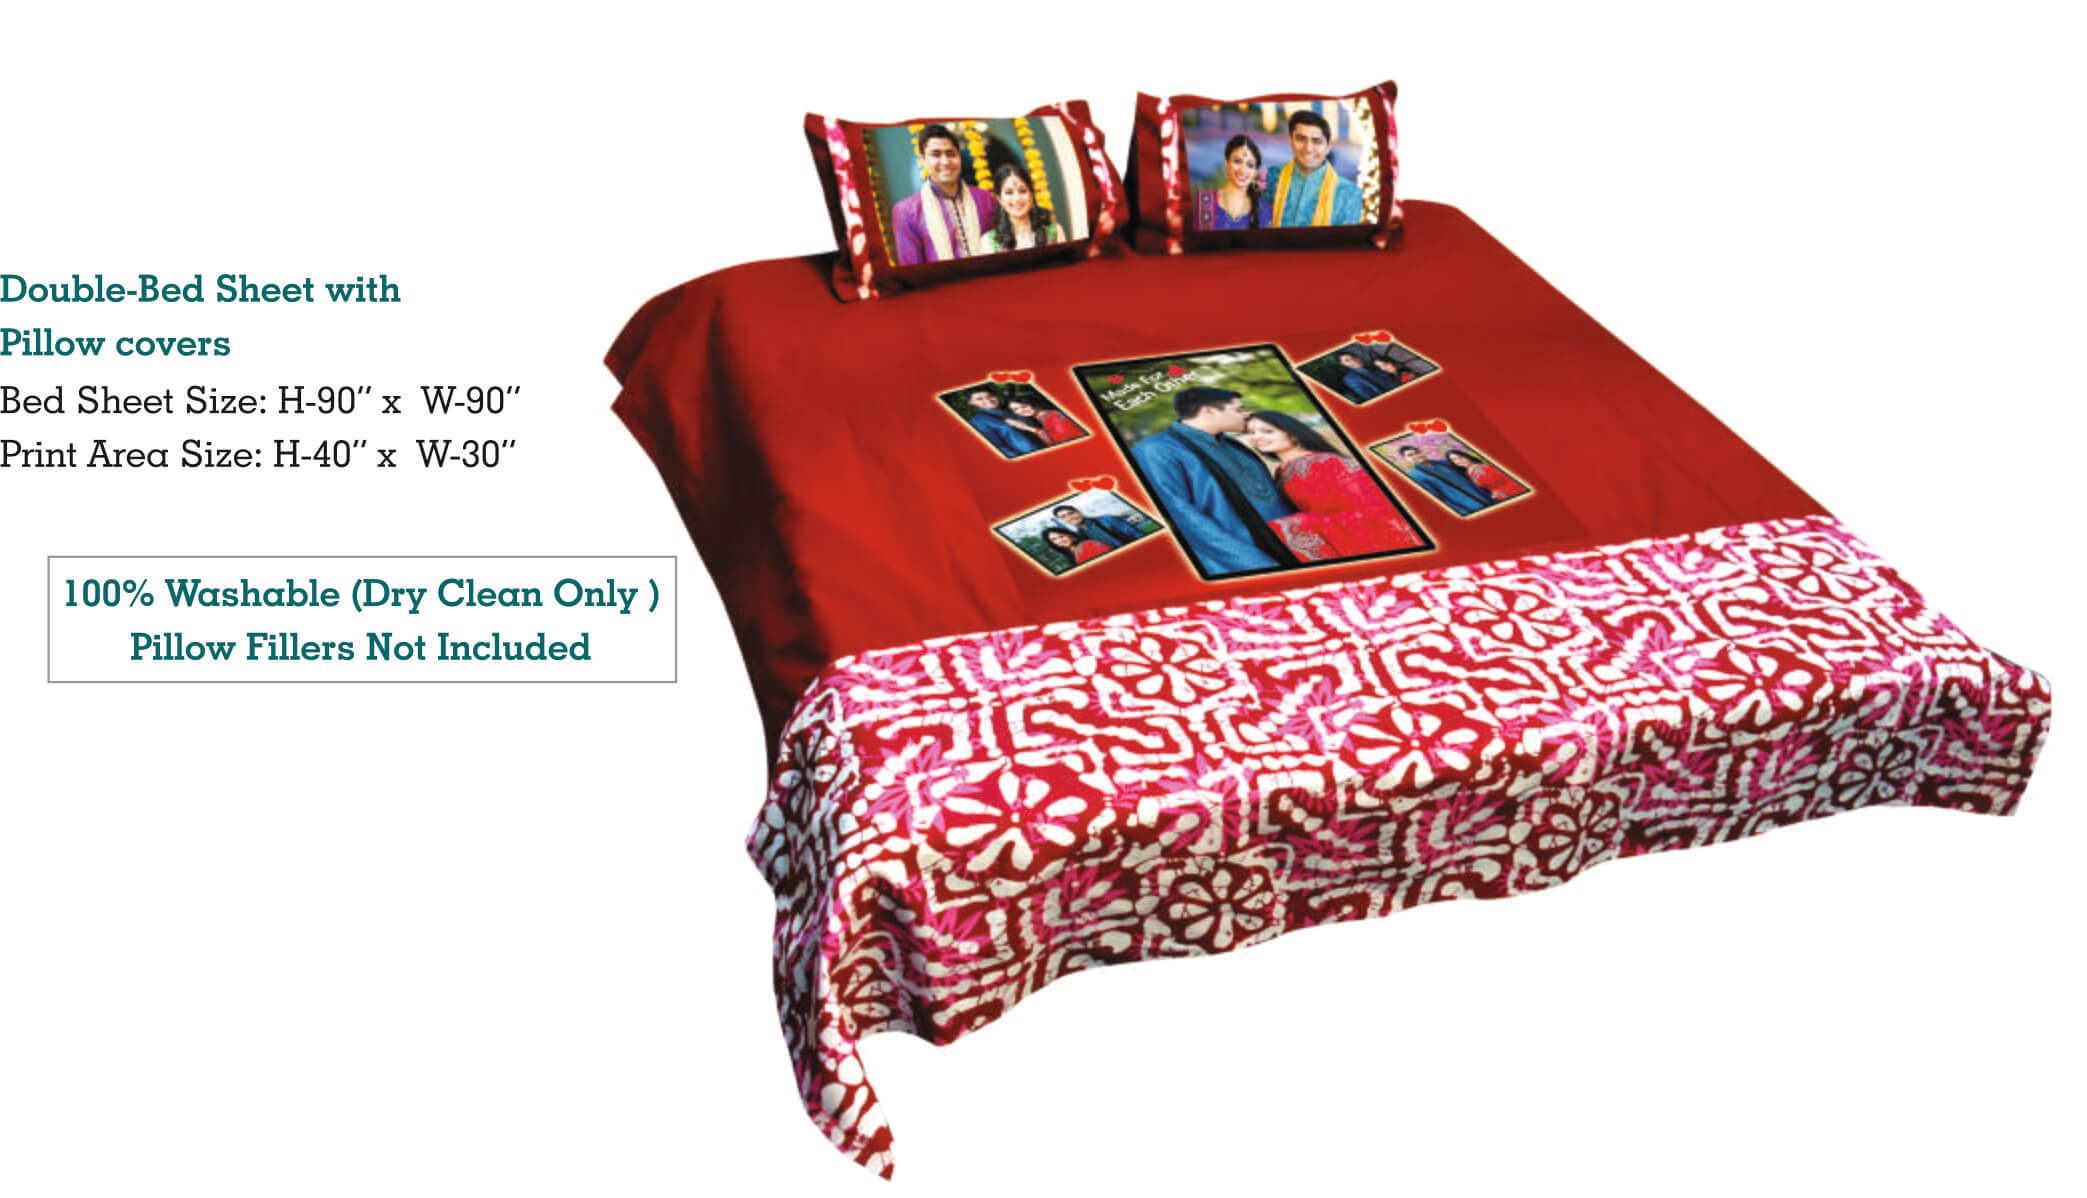 Double-Bed Sheet with
Pillow covers
Bed Sheet Size: H-90” x W-90”
Print Area Size: H-40” x W-30”
100% Washable (Dry Clean Only )
Pillow Fillers Not Included
Made For
Each Other